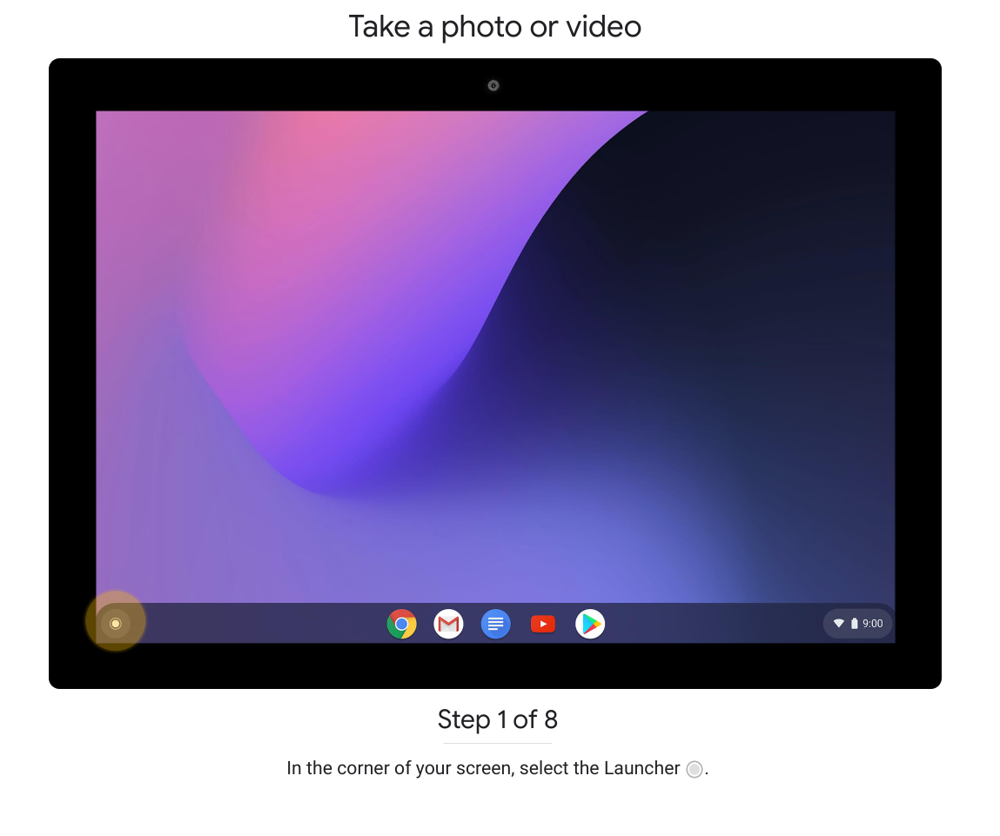 Take a photo or video
9:00
Step 1 of 8
In the corner of your screen, select the Launcher .